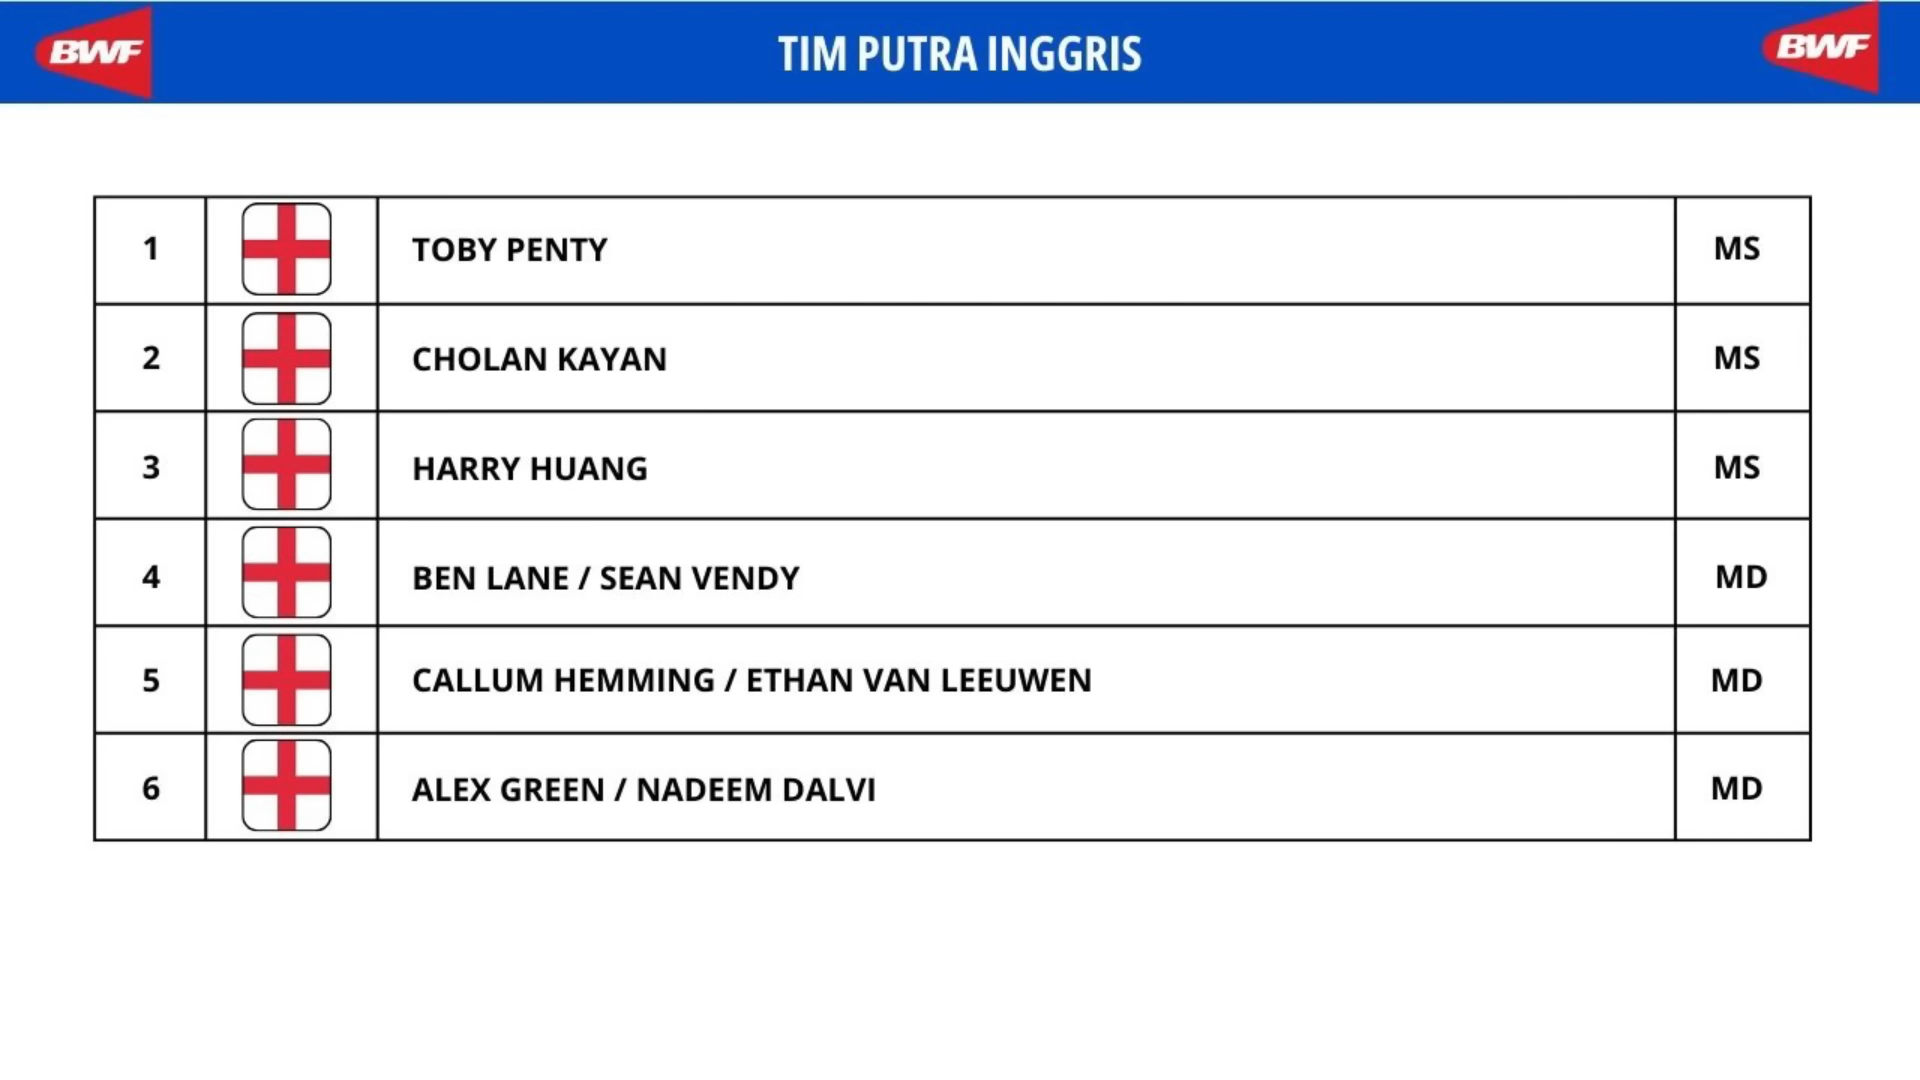 BWF TIM PUTRA INGGRIS BWF
1 TOBY PENTY MS
2 CHOLAN KAYAN MS
3 HARRY HUANG MS
4 BEN LANE / SEAN VENDY MD
5 CALLUM HEMMING / ETHAN VAN LEEUWEN MD
6 ALEX GREEN / NADEEM DALVI MD